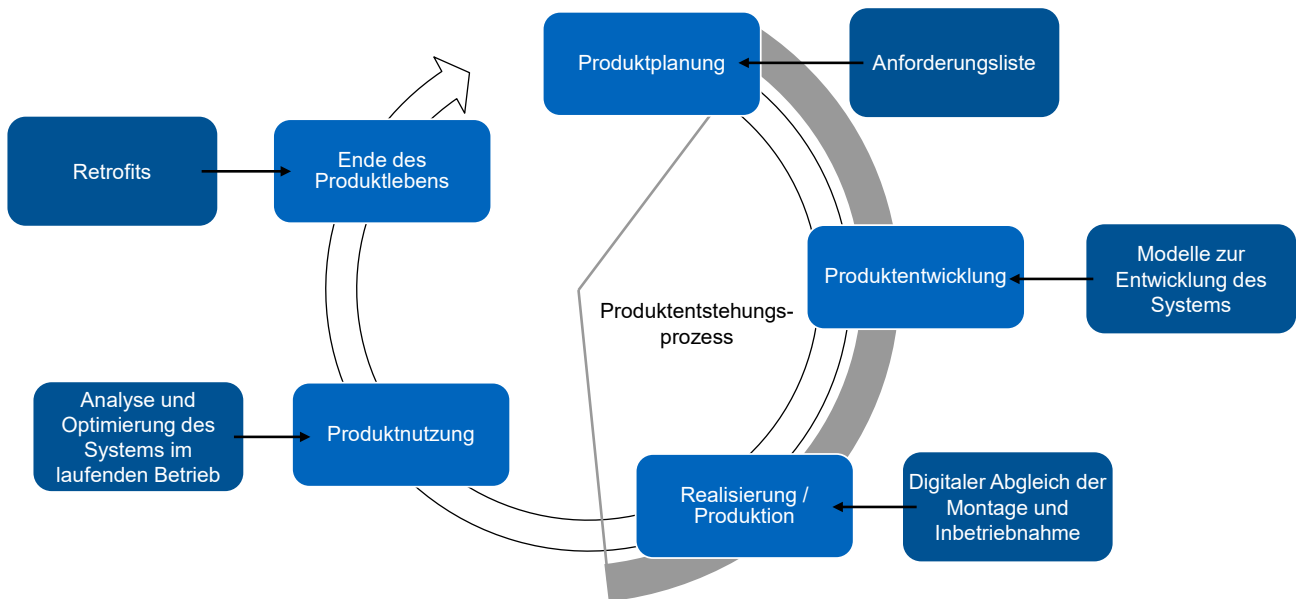 Produktplanung
Anforderungsliste
Retrofits
Ende des
Produktlebens
Produktentwicklung
Modelle zur
Entwicklung des
Systems
Produktentstehungs-
prozess
Analyse und
Optimierung des
Systems im
laufenden Betrieb
Produktnutzung
Realisierung /
Produktion
Digitaler Abgleich der
Montage und
Inbetriebnahme